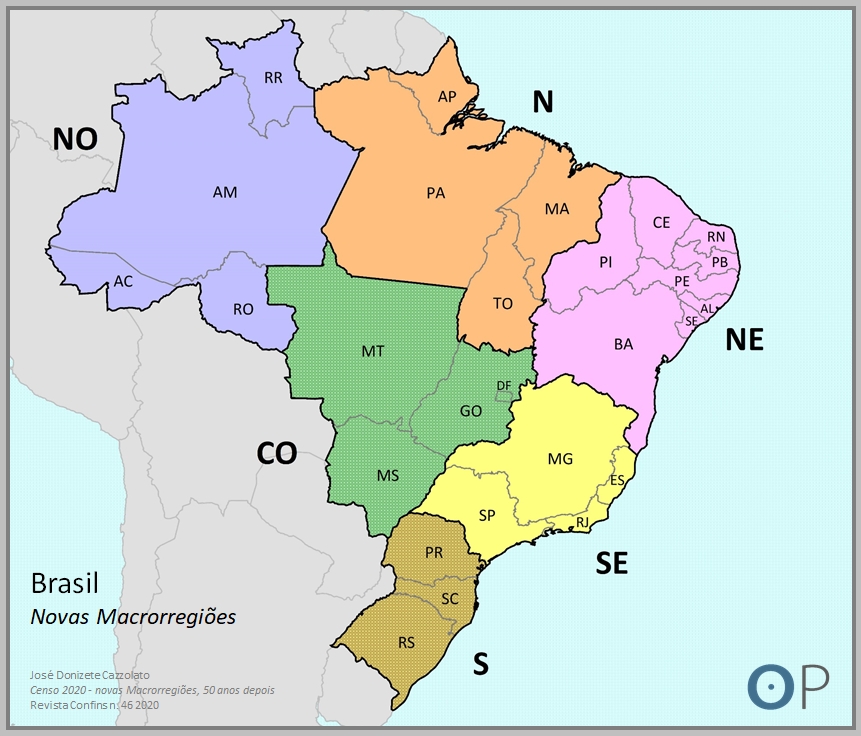 RR
AP
N
NO
AM
PA
MA
CE
RN
PB
PI
PE
AC
RO
TO
AL
SE
NE
BA
MT
DF
GO
CO
MG
MS
ES
SP
RJ
PR
SE
SC
RS
S
Brasil
Novas Macrorregiões
José Donizete Cazzolato
Censo 2020 - novas Macrorregiões, 50 anos depois
Revista Confins n. 46 2020
OP